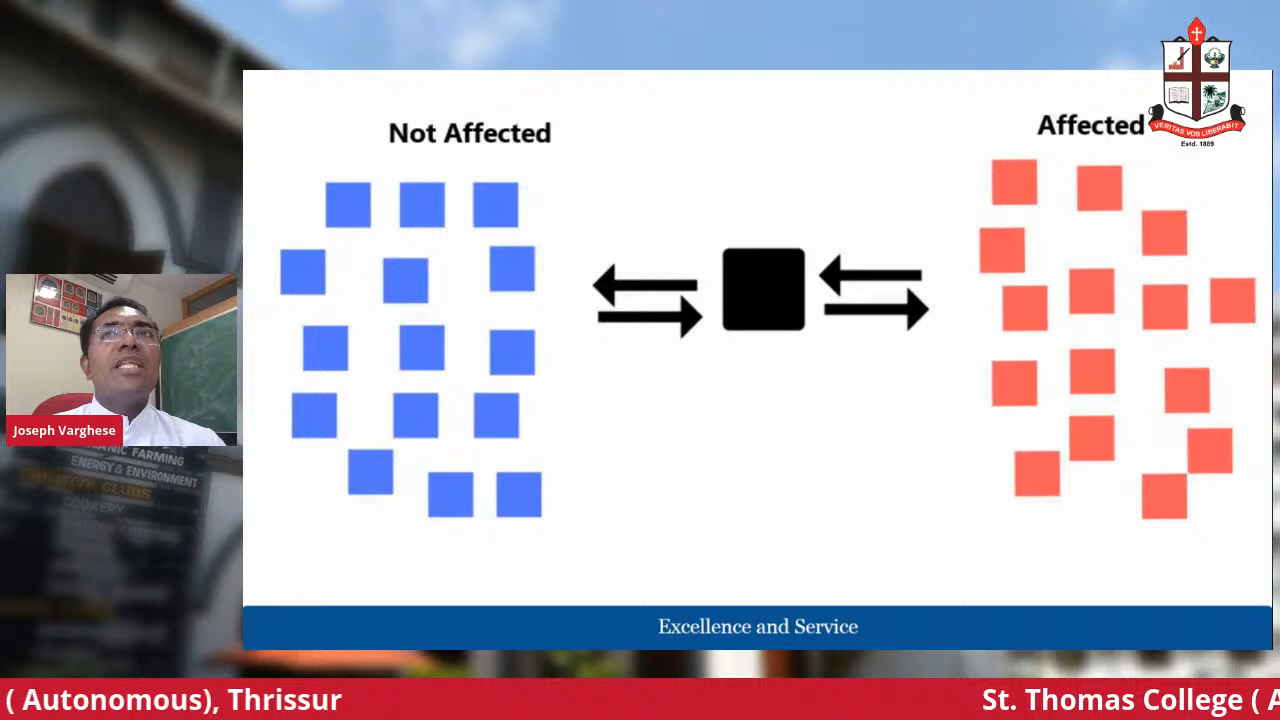 Not Affected
Affected
VERITAS VOS LIBERABIT
Estd. 1889
Joseph Varghese
ORGANIC FARMING
ENERGY & ENVIRONMENT
CLUBS
Excellence and Service
( Autonomous), Thrissur
St. Thomas College ( A